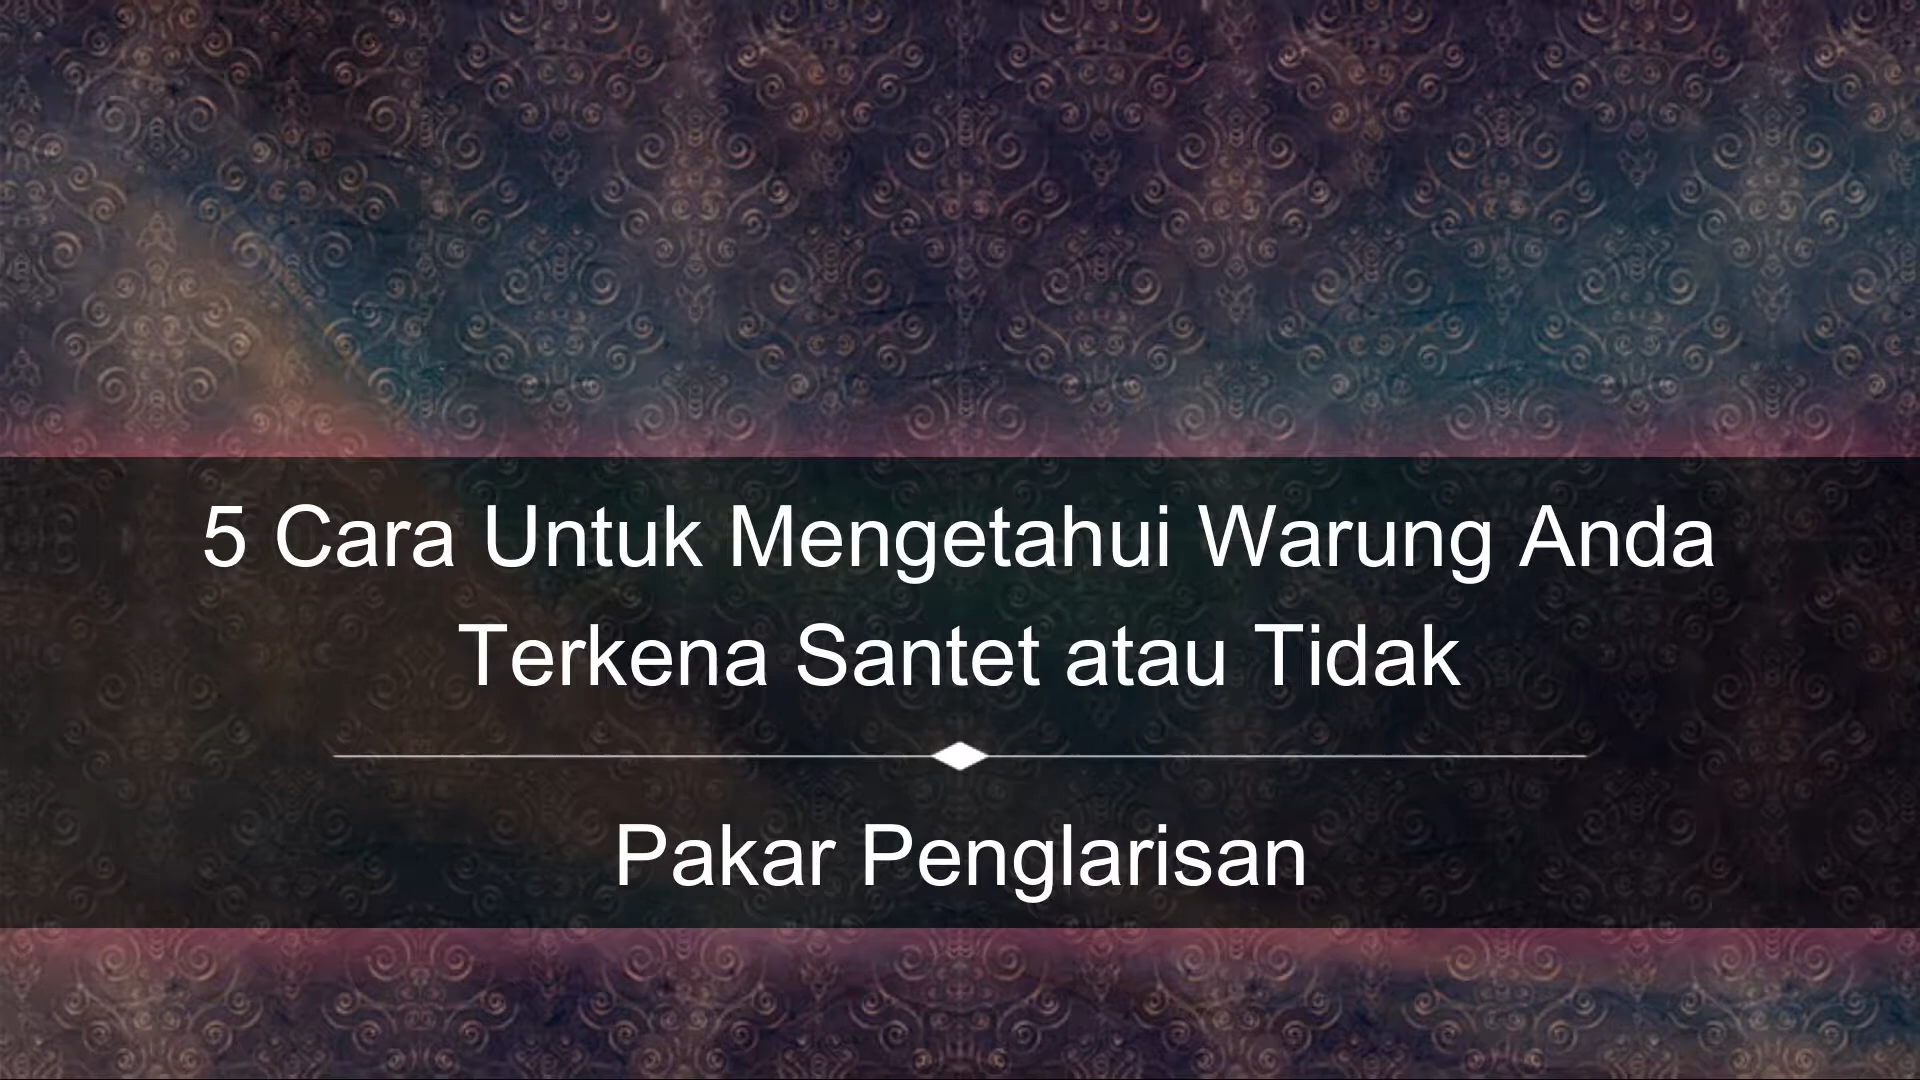 5 Cara Untuk Mengetahui Warung Anda
Terkena Santet atau Tidak
Pakar Penglarisan